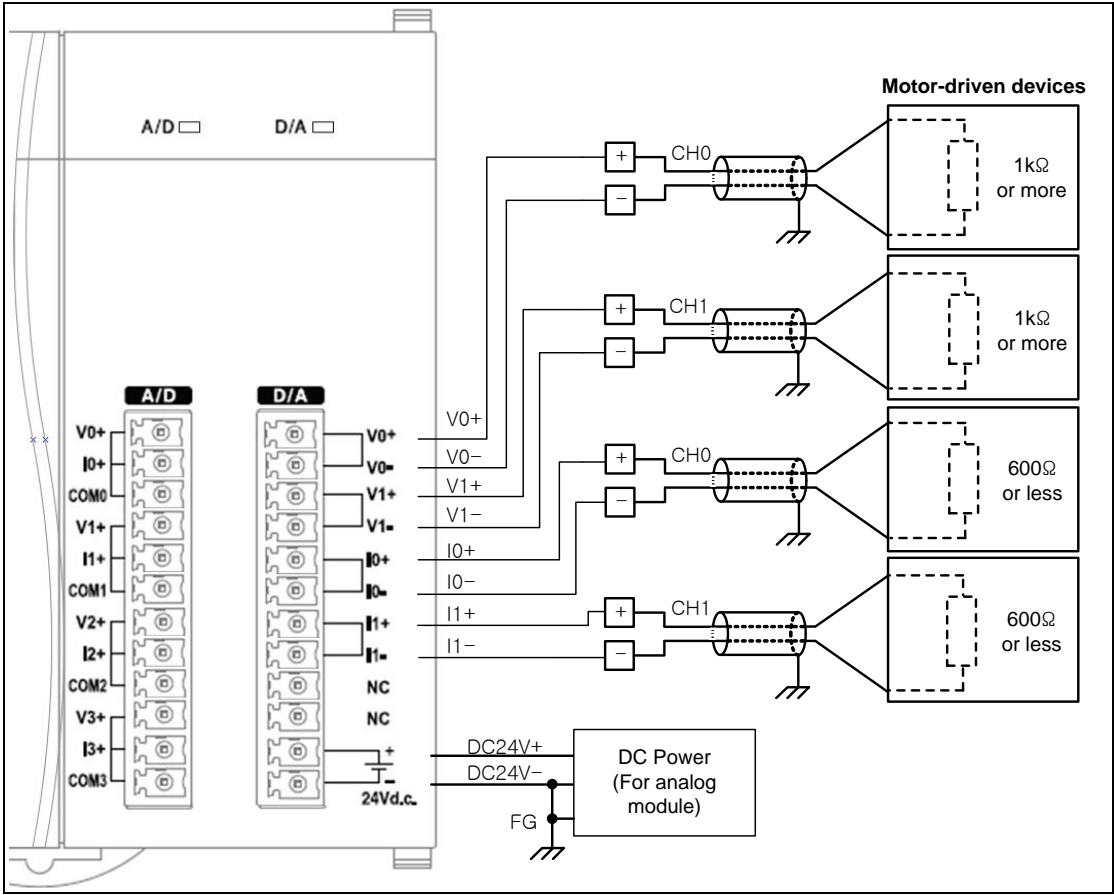 Motor-driven devices
A/D
D/A
+
CH0
−
1kΩ
or more
+
CH1
−
1kΩ
or more
A/D
D/A
V0+
I0+
COM0
V1+
I1+
COM1
V2+
I2+
COM2
V3+
I3+
COM3
V0+
V0-
V1+
V1-
I0+
I0-
I1+
I1-
NC
NC
+
-
24Vd.c.
V0+
V0−
V1+
V1−
I0+
I0−
I1+
I1−
+
CH0
−
600Ω
or less
+
CH1
−
600Ω
or less
DC24V+
DC24V−
FG
DC Power
(For analog
module)